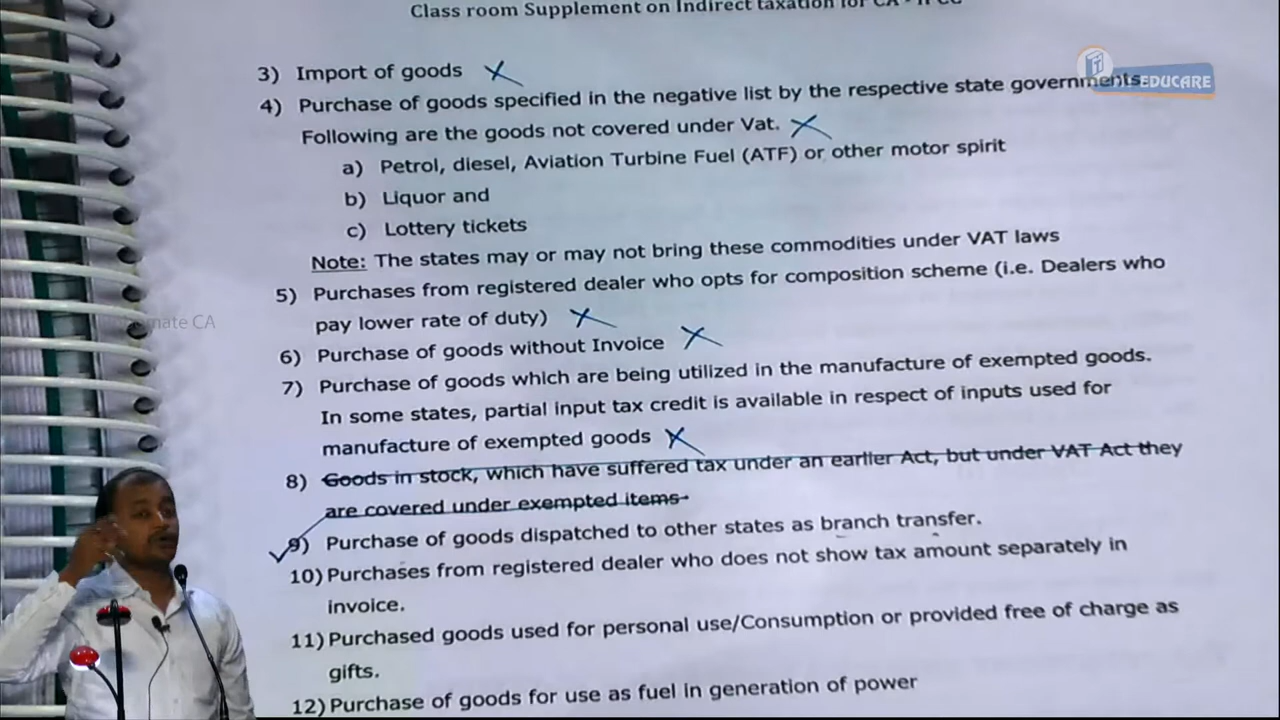 Class room Supplement on Indirect taxation for CA - IPCC
3) Import of goods
4) Purchase of goods specified in the negative list by the respective state governments.
EDUCARE
Following are the goods not covered under Vat.
a) Petrol, diesel, Aviation Turbine Fuel (ATF) or other motor spirit
b) Liquor and
c) Lottery tickets
Note: The states may or may not bring these commodities under VAT laws
5) Purchases from registered dealer who opts for composition scheme (i.e. Dealers who
pay lower rate of duty)
mate CA
6) Purchase of goods without Invoice
7) Purchase of goods which are being utilized in the manufacture of exempted goods.
In some states, partial input tax credit is available in respect of inputs used for
manufacture of exempted goods
8) Goods in stock, which have suffered tax under an earlier Act, but under VAT Act they
are covered under exempted items
9) Purchase of goods dispatched to other states as branch transfer.
10) Purchases from registered dealer who does not show tax amount separately in
invoice.
11) Purchased goods used for personal use/Consumption or provided free of charge as
gifts.
12) Purchase of goods for use as fuel in generation of power